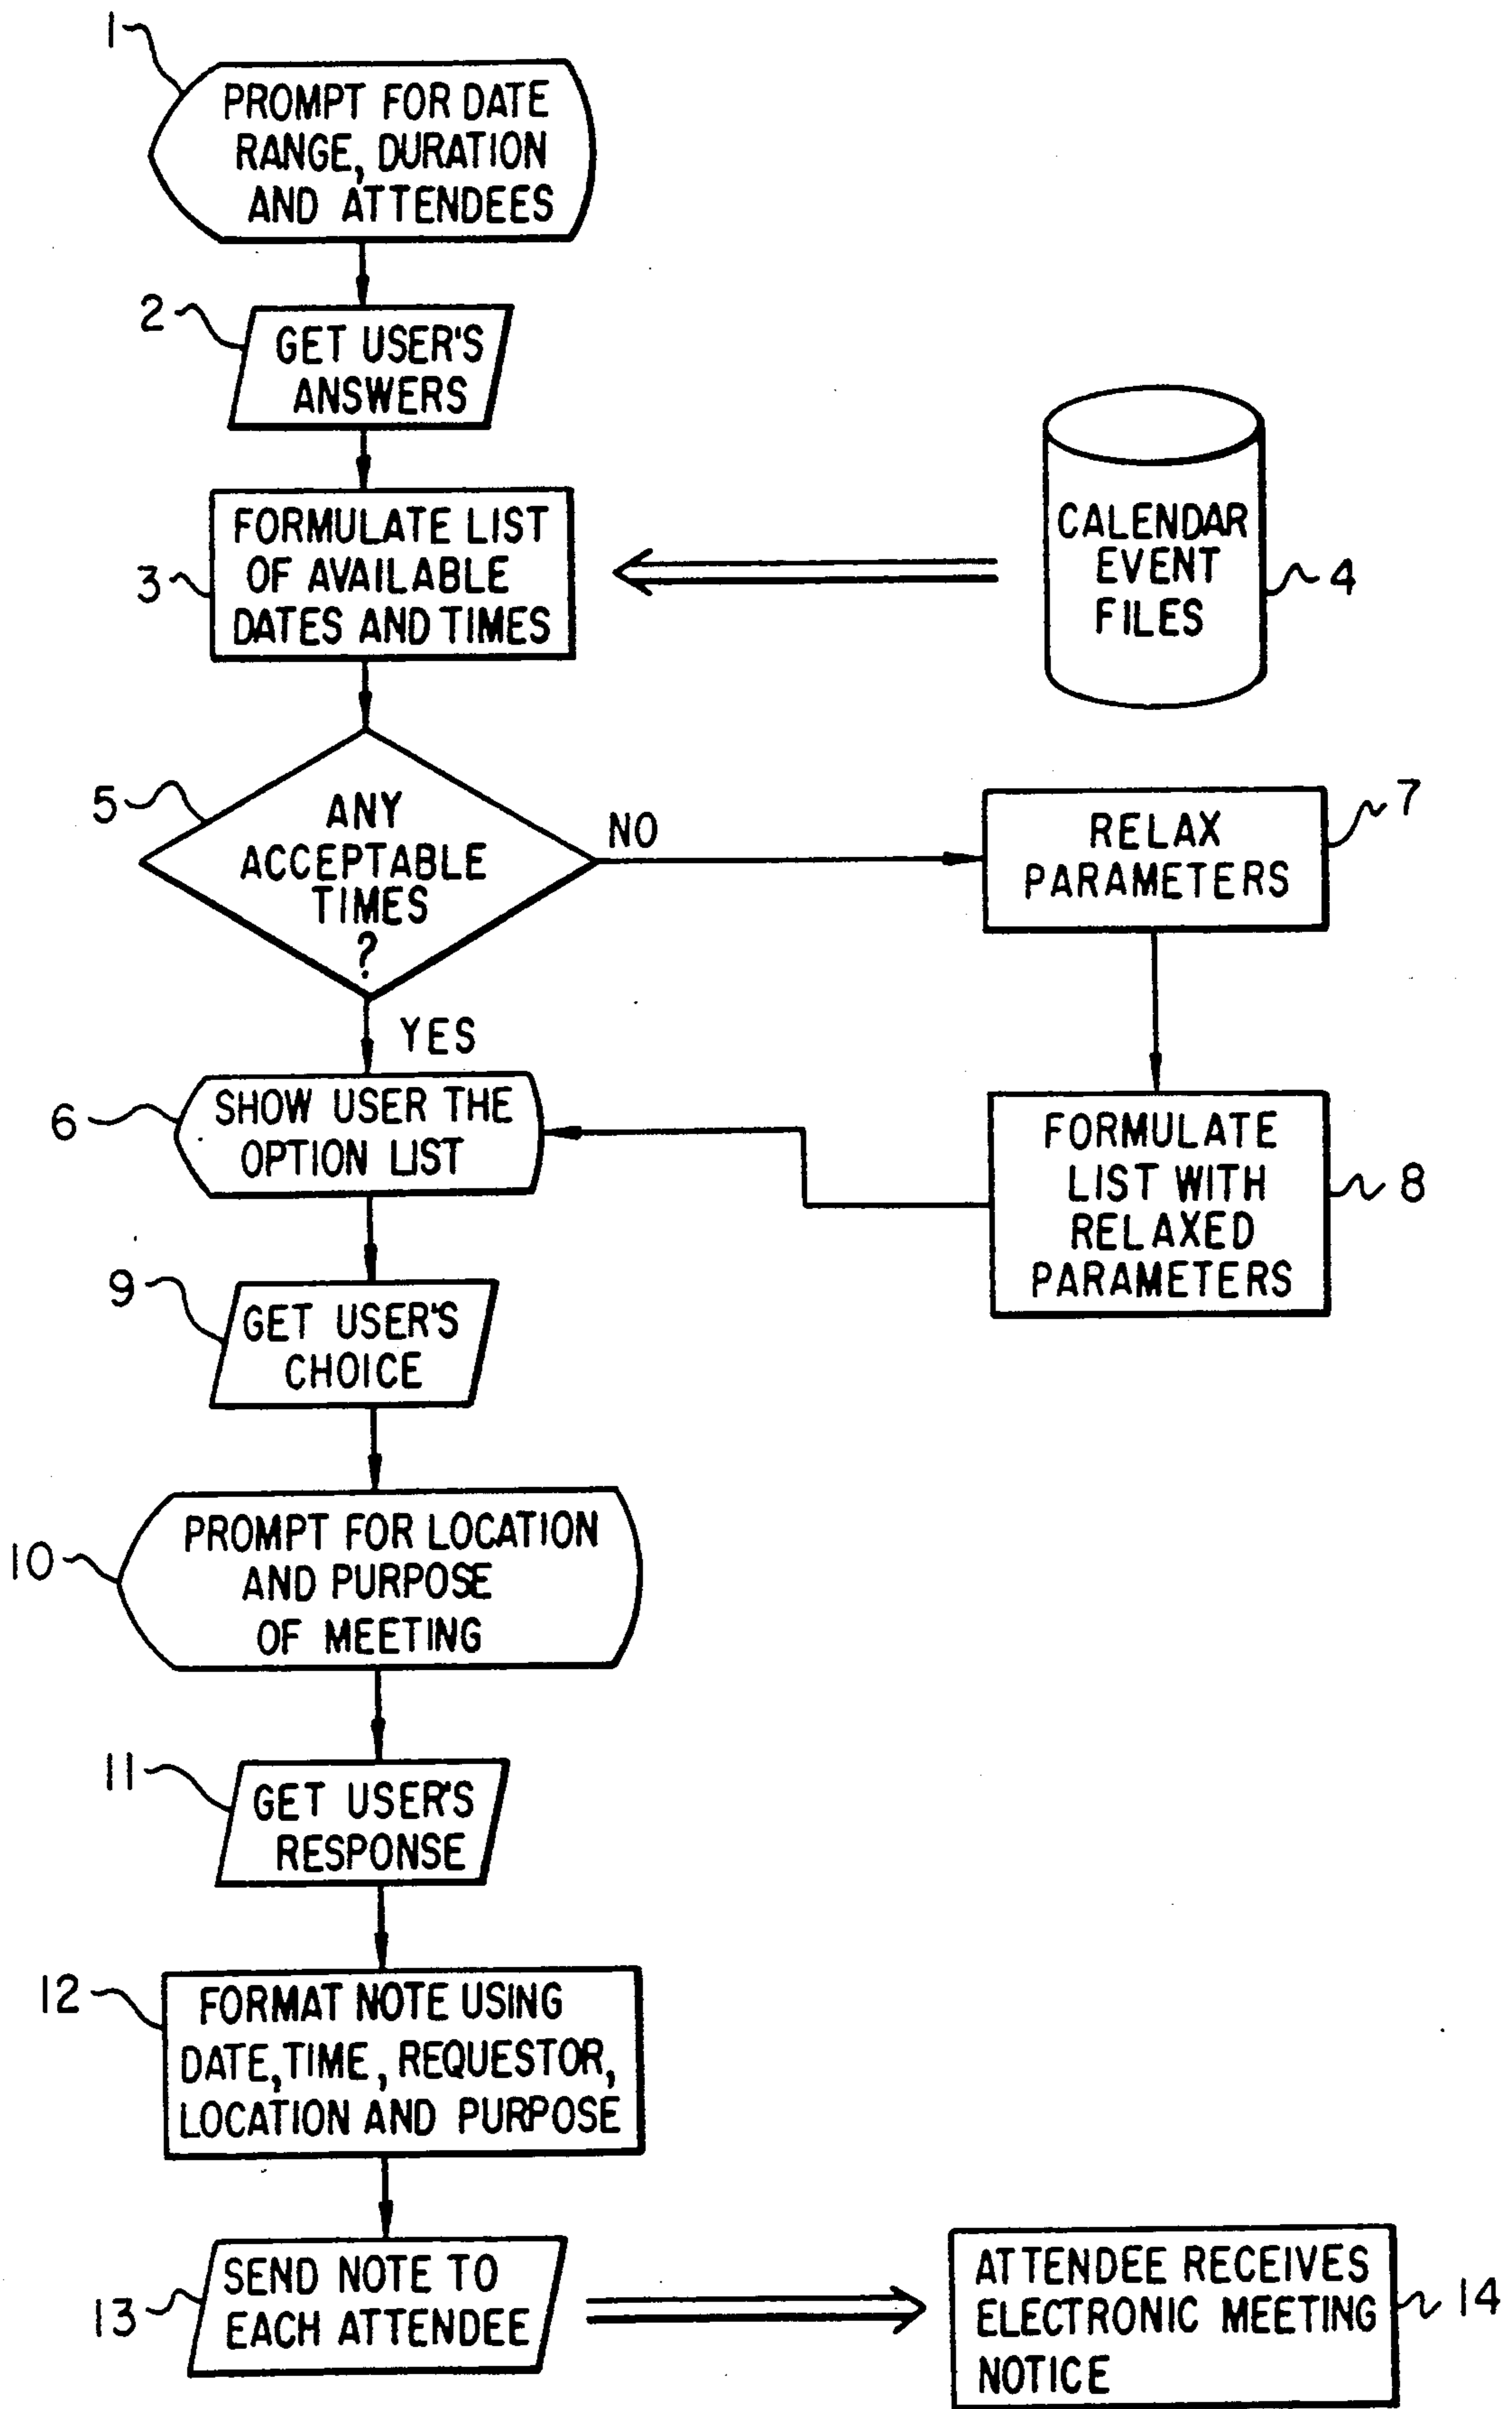 1
PROMPT FOR DATE
RANGE, DURATION
AND ATTENDEES
2
GET USER'S
ANSWERS
3
FORMULATE LIST
OF AVAILABLE
DATES AND TIMES
CALENDAR
EVENT
FILES
4
5
ANY
ACCEPTABLE
TIMES
?
NO
YES
RELAX
PARAMETERS
7
6
SHOW USER THE
OPTION LIST
FORMULATE
LIST WITH
RELAXED
PARAMETERS
8
9
GET USER'S
CHOICE
10
PROMPT FOR LOCATION
AND PURPOSE
OF MEETING
11
GET USER'S
RESPONSE
12
FORMAT NOTE USING
DATE, TIME, REQUESTOR,
LOCATION AND PURPOSE
13
SEND NOTE TO
EACH ATTENDEE
ATTENDEE RECEIVES
ELECTRONIC MEETING
NOTICE
14